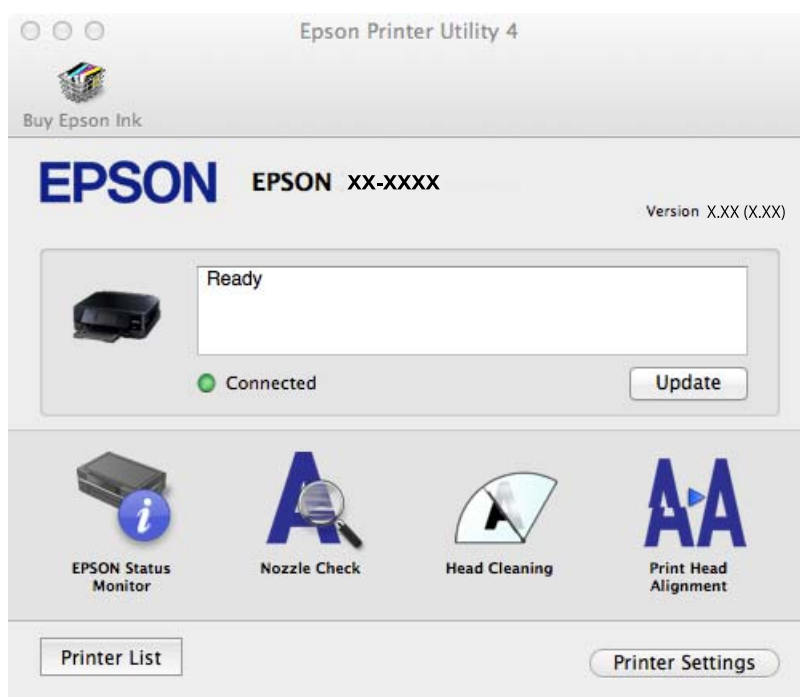 Epson Printer Utility 4
Buy Epson Ink
EPSON
EPSON XX-XXXX
Version X.XX (X.XX)
Ready
Connected
Update
EPSON Status
Monitor
Nozzle Check
Head Cleaning
Print Head
Alignment
Printer List
Printer Settings